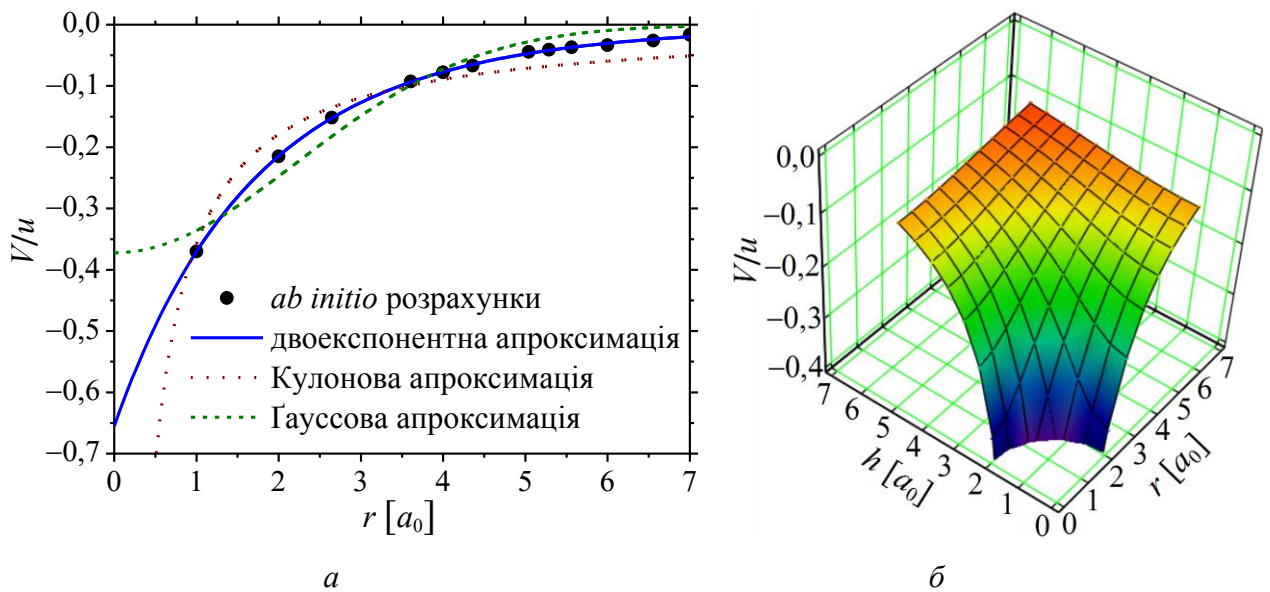 0,0
–0,1
–0,2
–0,3
–0,4
–0,5
–0,6
–0,7
V/u
ab initio розрахунки
двоекспонентна апроксимація
Кулонова апроксимація
Ґауссова апроксимація
0 1 2 3 4 5 6 7
r [a₀]
0,0
–0,1
–0,2
–0,3
–0,4
V/u
7 6 5 4 3 2 1 0
h [a₀]
0 1 2 3 4 5 6 7
r [a₀]
а
б